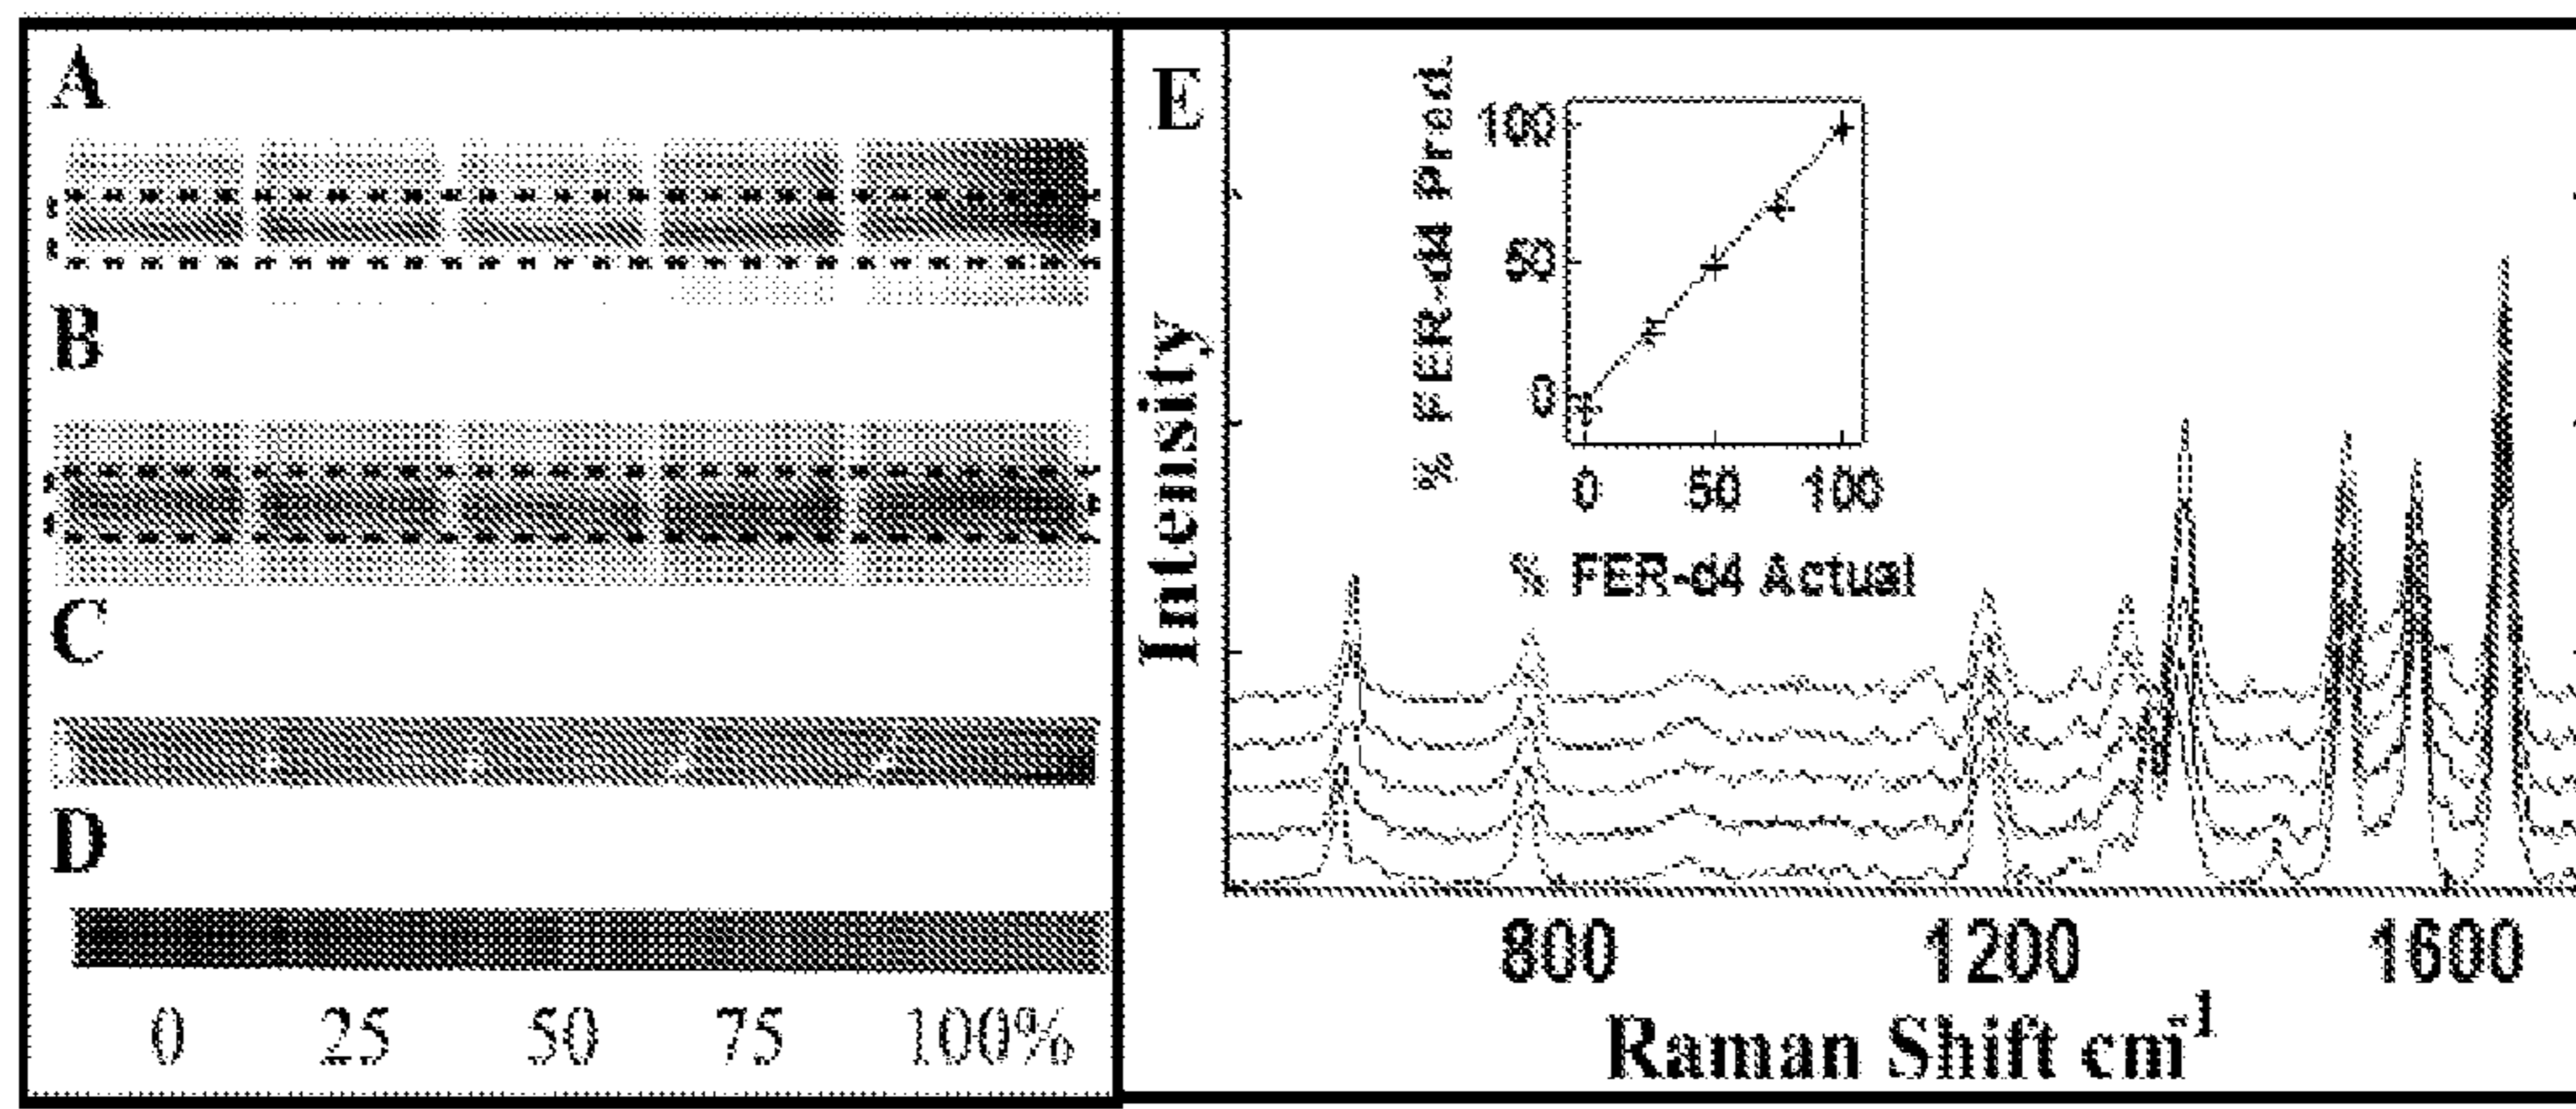 A
B
C
D
0 25 50 75 100%
E
Intensity
% FER-d4 Pred.
100
50
0
0 50 100
% FER-d4 Actual
800 1200 1600
Raman Shift cm-1